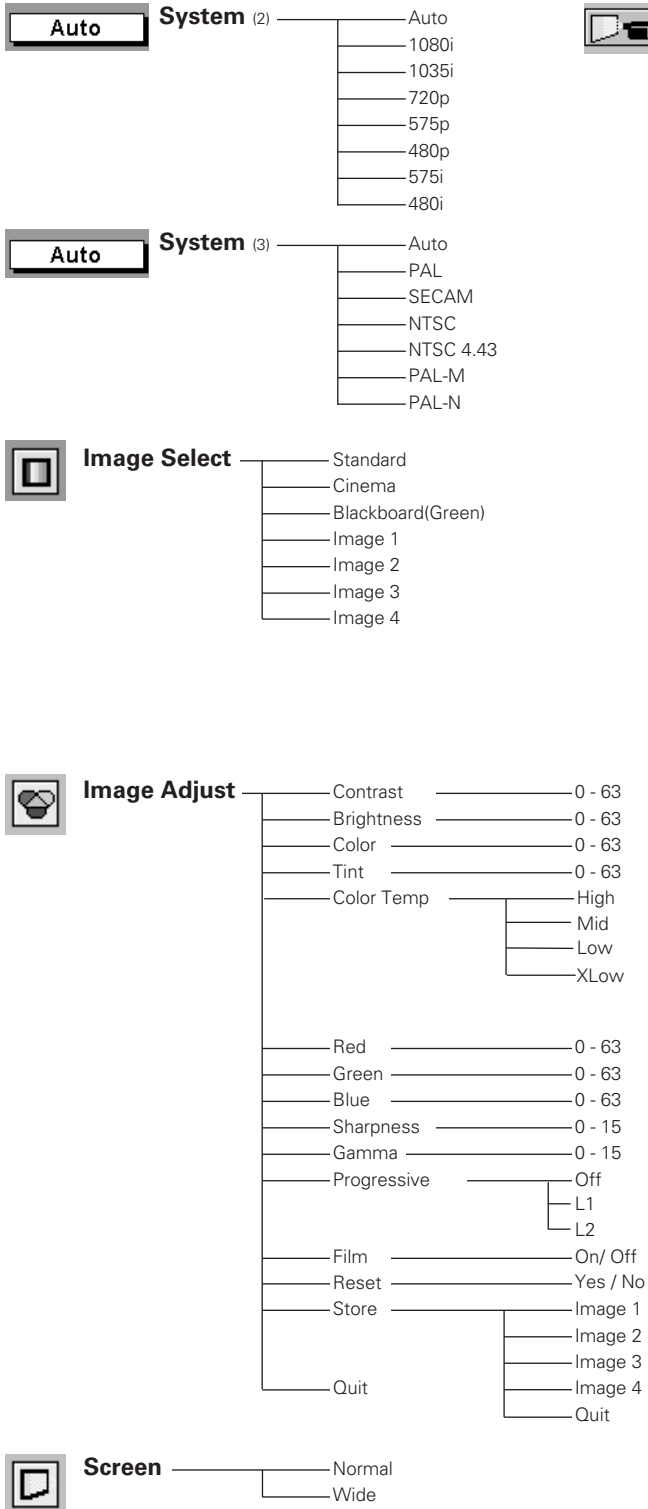 Auto System (2) Auto
1080i
1035i
720p
575p
480p
575i
480i
Auto System (3) Auto
PAL
SECAM
NTSC
NTSC 4.43
PAL-M
PAL-N
Image Select Standard
Cinema
Blackboard(Green)
Image 1
Image 2
Image 3
Image 4
Image Adjust Contrast 0 - 63
Brightness 0 - 63
Color 0 - 63
Tint 0 - 63
Color Temp High
Mid
Low
XLow
Red 0 - 63
Green 0 - 63
Blue 0 - 63
Sharpness 0 - 15
Gamma 0 - 15
Progressive Off
L1
L2
Film On/ Off
Reset Yes / No
Store Image 1
Image 2
Image 3
Quit Image 4
Quit
Screen Normal
Wide